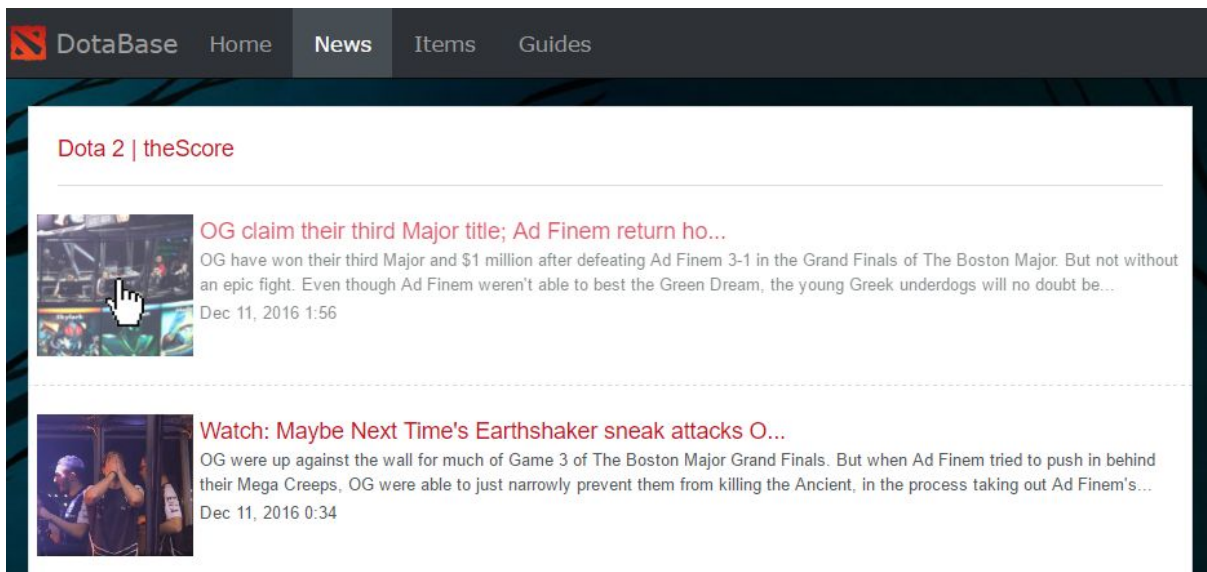 DotaBase Home News Items Guides
Dota 2 | theScore
OG claim their third Major title; Ad Finem return ho...
OG have won their third Major and $1 million after defeating Ad Finem 3-1 in the Grand Finals of The Boston Major. But not without
an epic fight. Even though Ad Finem weren't able to best the Green Dream, the young Greek underdogs will no doubt be...
Dec 11, 2016 1:56
Watch: Maybe Next Time's Earthshaker sneak attacks O...
OG were up against the wall for much of Game 3 of The Boston Major Grand Finals. But when Ad Finem tried to push in behind
their Mega Creeps, OG were able to just narrowly prevent them from killing the Ancient, in the process taking out Ad Finem's...
Dec 11, 2016 0:34